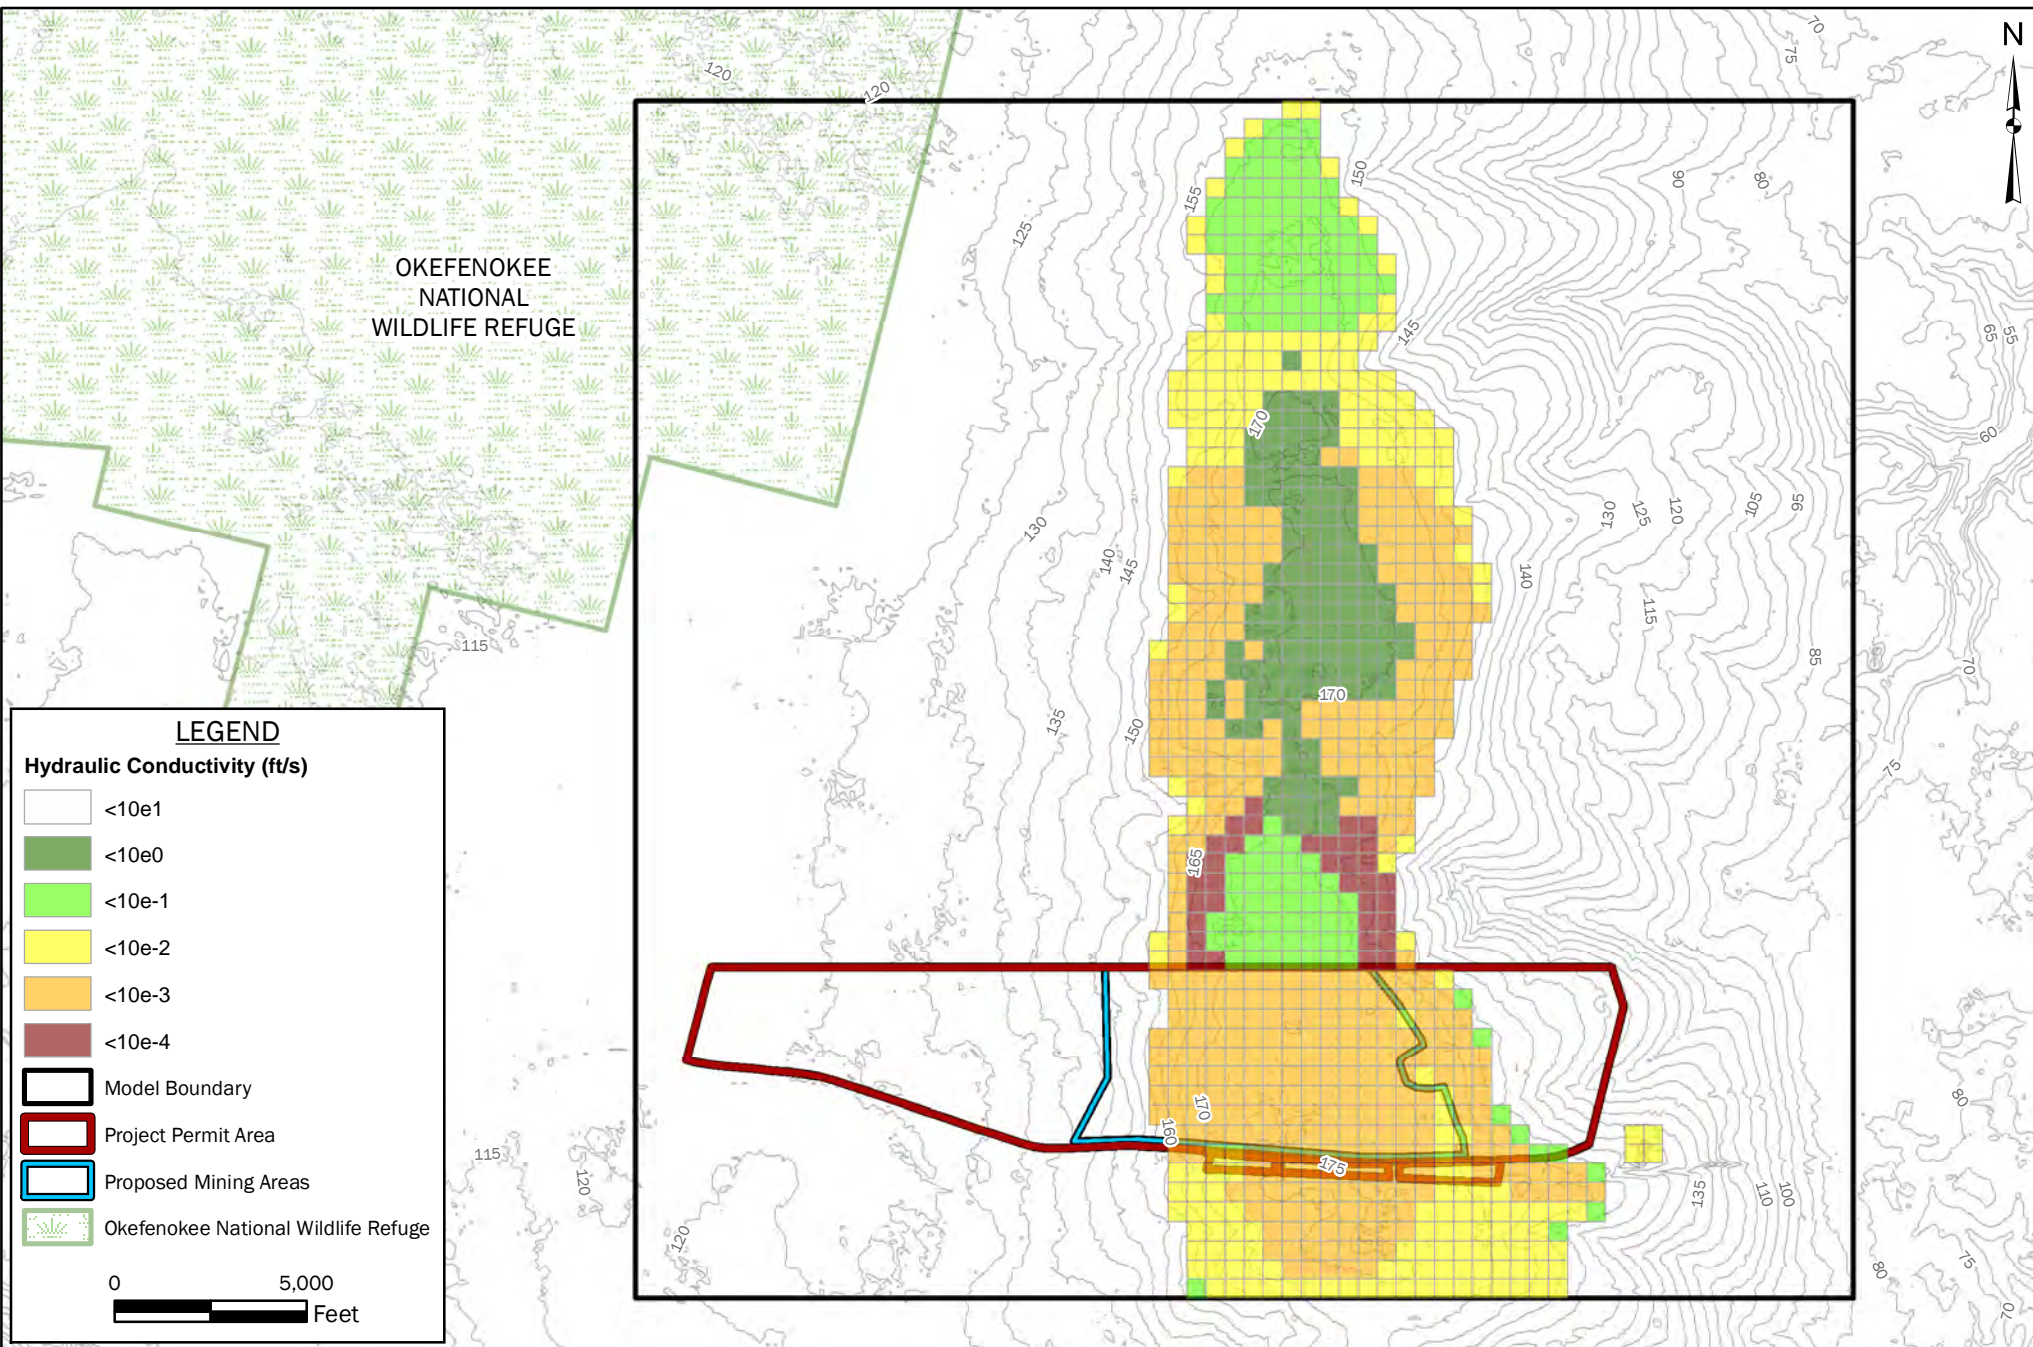 N
70
75
120
120
150
155
90
80
125
OKEFENOKEE
NATIONAL
WILDLIFE REFUGE
145
65
55
170
60
130
125
120
105
95
130
140
145
140
115
115
85
70
170
135
150
75
165
LEGEND
Hydraulic Conductivity (ft/s)
<10e1
<10e0
<10e-1
<10e-2
<10e-3
<10e-4
Model Boundary
Project Permit Area
Proposed Mining Areas
Okefenokee National Wildlife Refuge
0 5,000
Feet
170
160
175
115
120
120
135
110
100
80
80
75
70